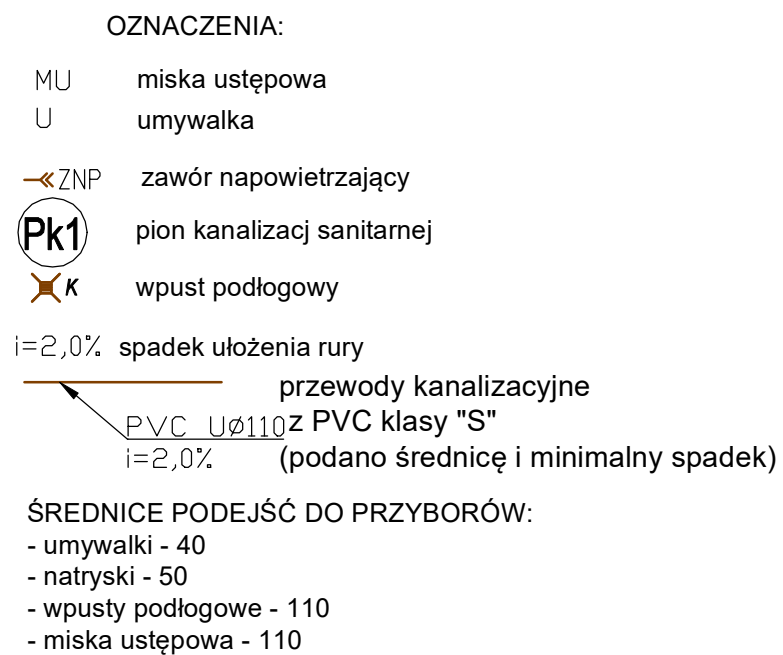 OZNACZENIA:
MU miska ustępowa
U umywalka
ZNP zawór napowietrzający
Pk1 pion kanalizacj sanitarnej
K wpust podłogowy
i=2,0% spadek ułożenia rury
przewody kanalizacyjne
PVC UØ110 z PVC klasy "S"
i=2,0% (podano średnicę i minimalny spadek)
ŚREDNICE PODEJŚĆ DO PRZYBORÓW:
- umywalki - 40
- natryski - 50
- wpusty podłogowe - 110
- miska ustępowa - 110